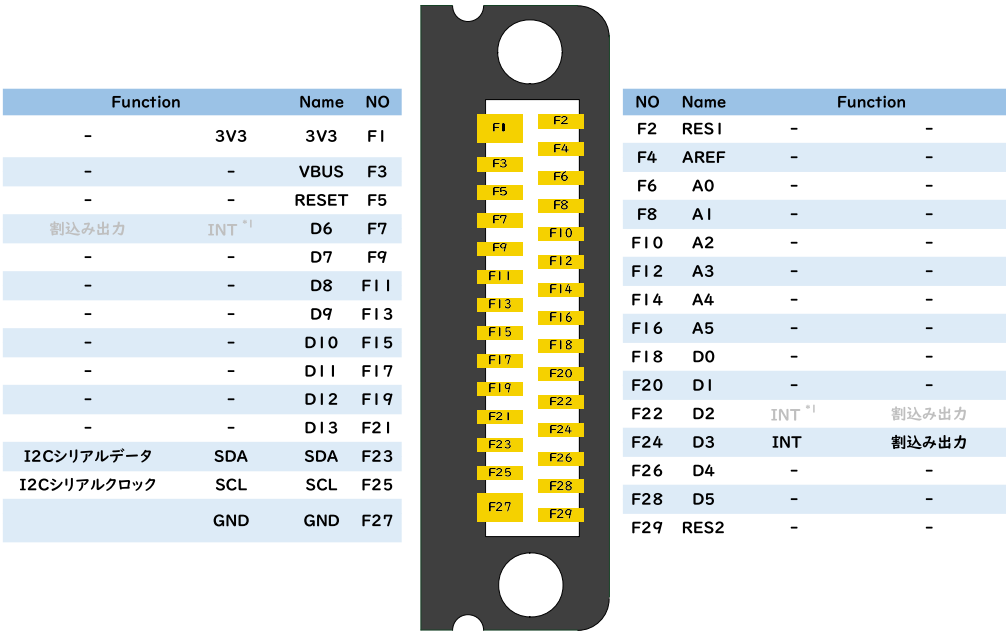 Function Name NO
- 3V3 3V3 F1
- - VBUS F3
- - RESET F5
割込み出力 INT *1 D6 F7
- - D7 F9
- - D8 F11
- - D9 F13
- - D10 F15
- - D11 F17
- - D12 F19
- - D13 F21
I2Cシリアルデータ SDA SDA F23
I2Cシリアルクロック SCL SCL F25
GND GND F27
F1
F2
F3
F4
F5
F6
F7
F8
F9
F10
F11
F12
F13
F14
F15
F16
F17
F18
F19
F20
F21
F22
F23
F24
F25
F26
F27
F28
F29
NO Name Function
F2 RES1 - -
F4 AREF - -
F6 A0 - -
F8 A1 - -
F10 A2 - -
F12 A3 - -
F14 A4 - -
F16 A5 - -
F18 D0 - -
F20 D1 - -
F22 D2 INT *1 割込み出力
F24 D3 INT 割込み出力
F26 D4 - -
F28 D5 - -
F29 RES2 - -